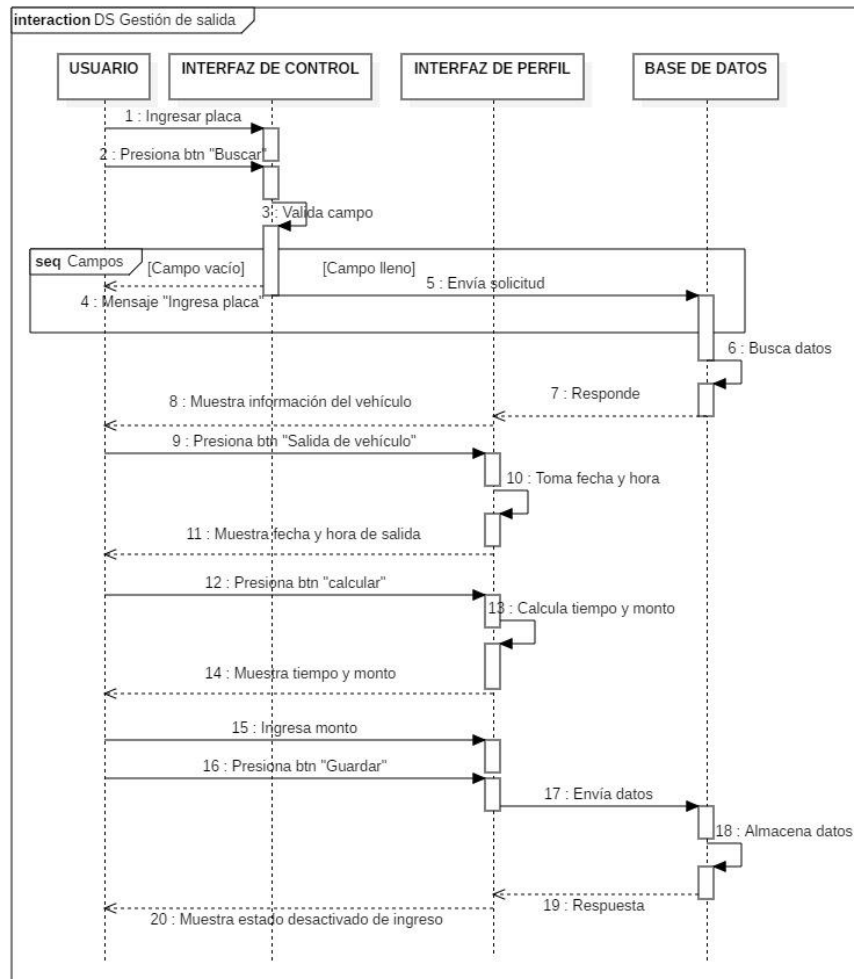 interaction DS Gestión de salida
USUARIO
INTERFAZ DE CONTROL
INTERFAZ DE PERFIL
BASE DE DATOS
1 : Ingresar placa
2 : Presiona btn "Buscar"
3 : Valida campo
seq Campos
[Campo vacío]
[Campo lleno]
4 : Mensaje "Ingresa placa"
5 : Envía solicitud
6 : Busca datos
7 : Responde
8 : Muestra información del vehículo
9 : Presiona btn "Salida de vehículo"
10 : Toma fecha y hora
11 : Muestra fecha y hora de salida
12 : Presiona btn "calcular"
13 : Calcula tiempo y monto
14 : Muestra tiempo y monto
15 : Ingresa monto
16 : Presiona btn "Guardar"
17 : Envía datos
18 : Almacena datos
19 : Respuesta
20 : Muestra estado desactivado de ingreso